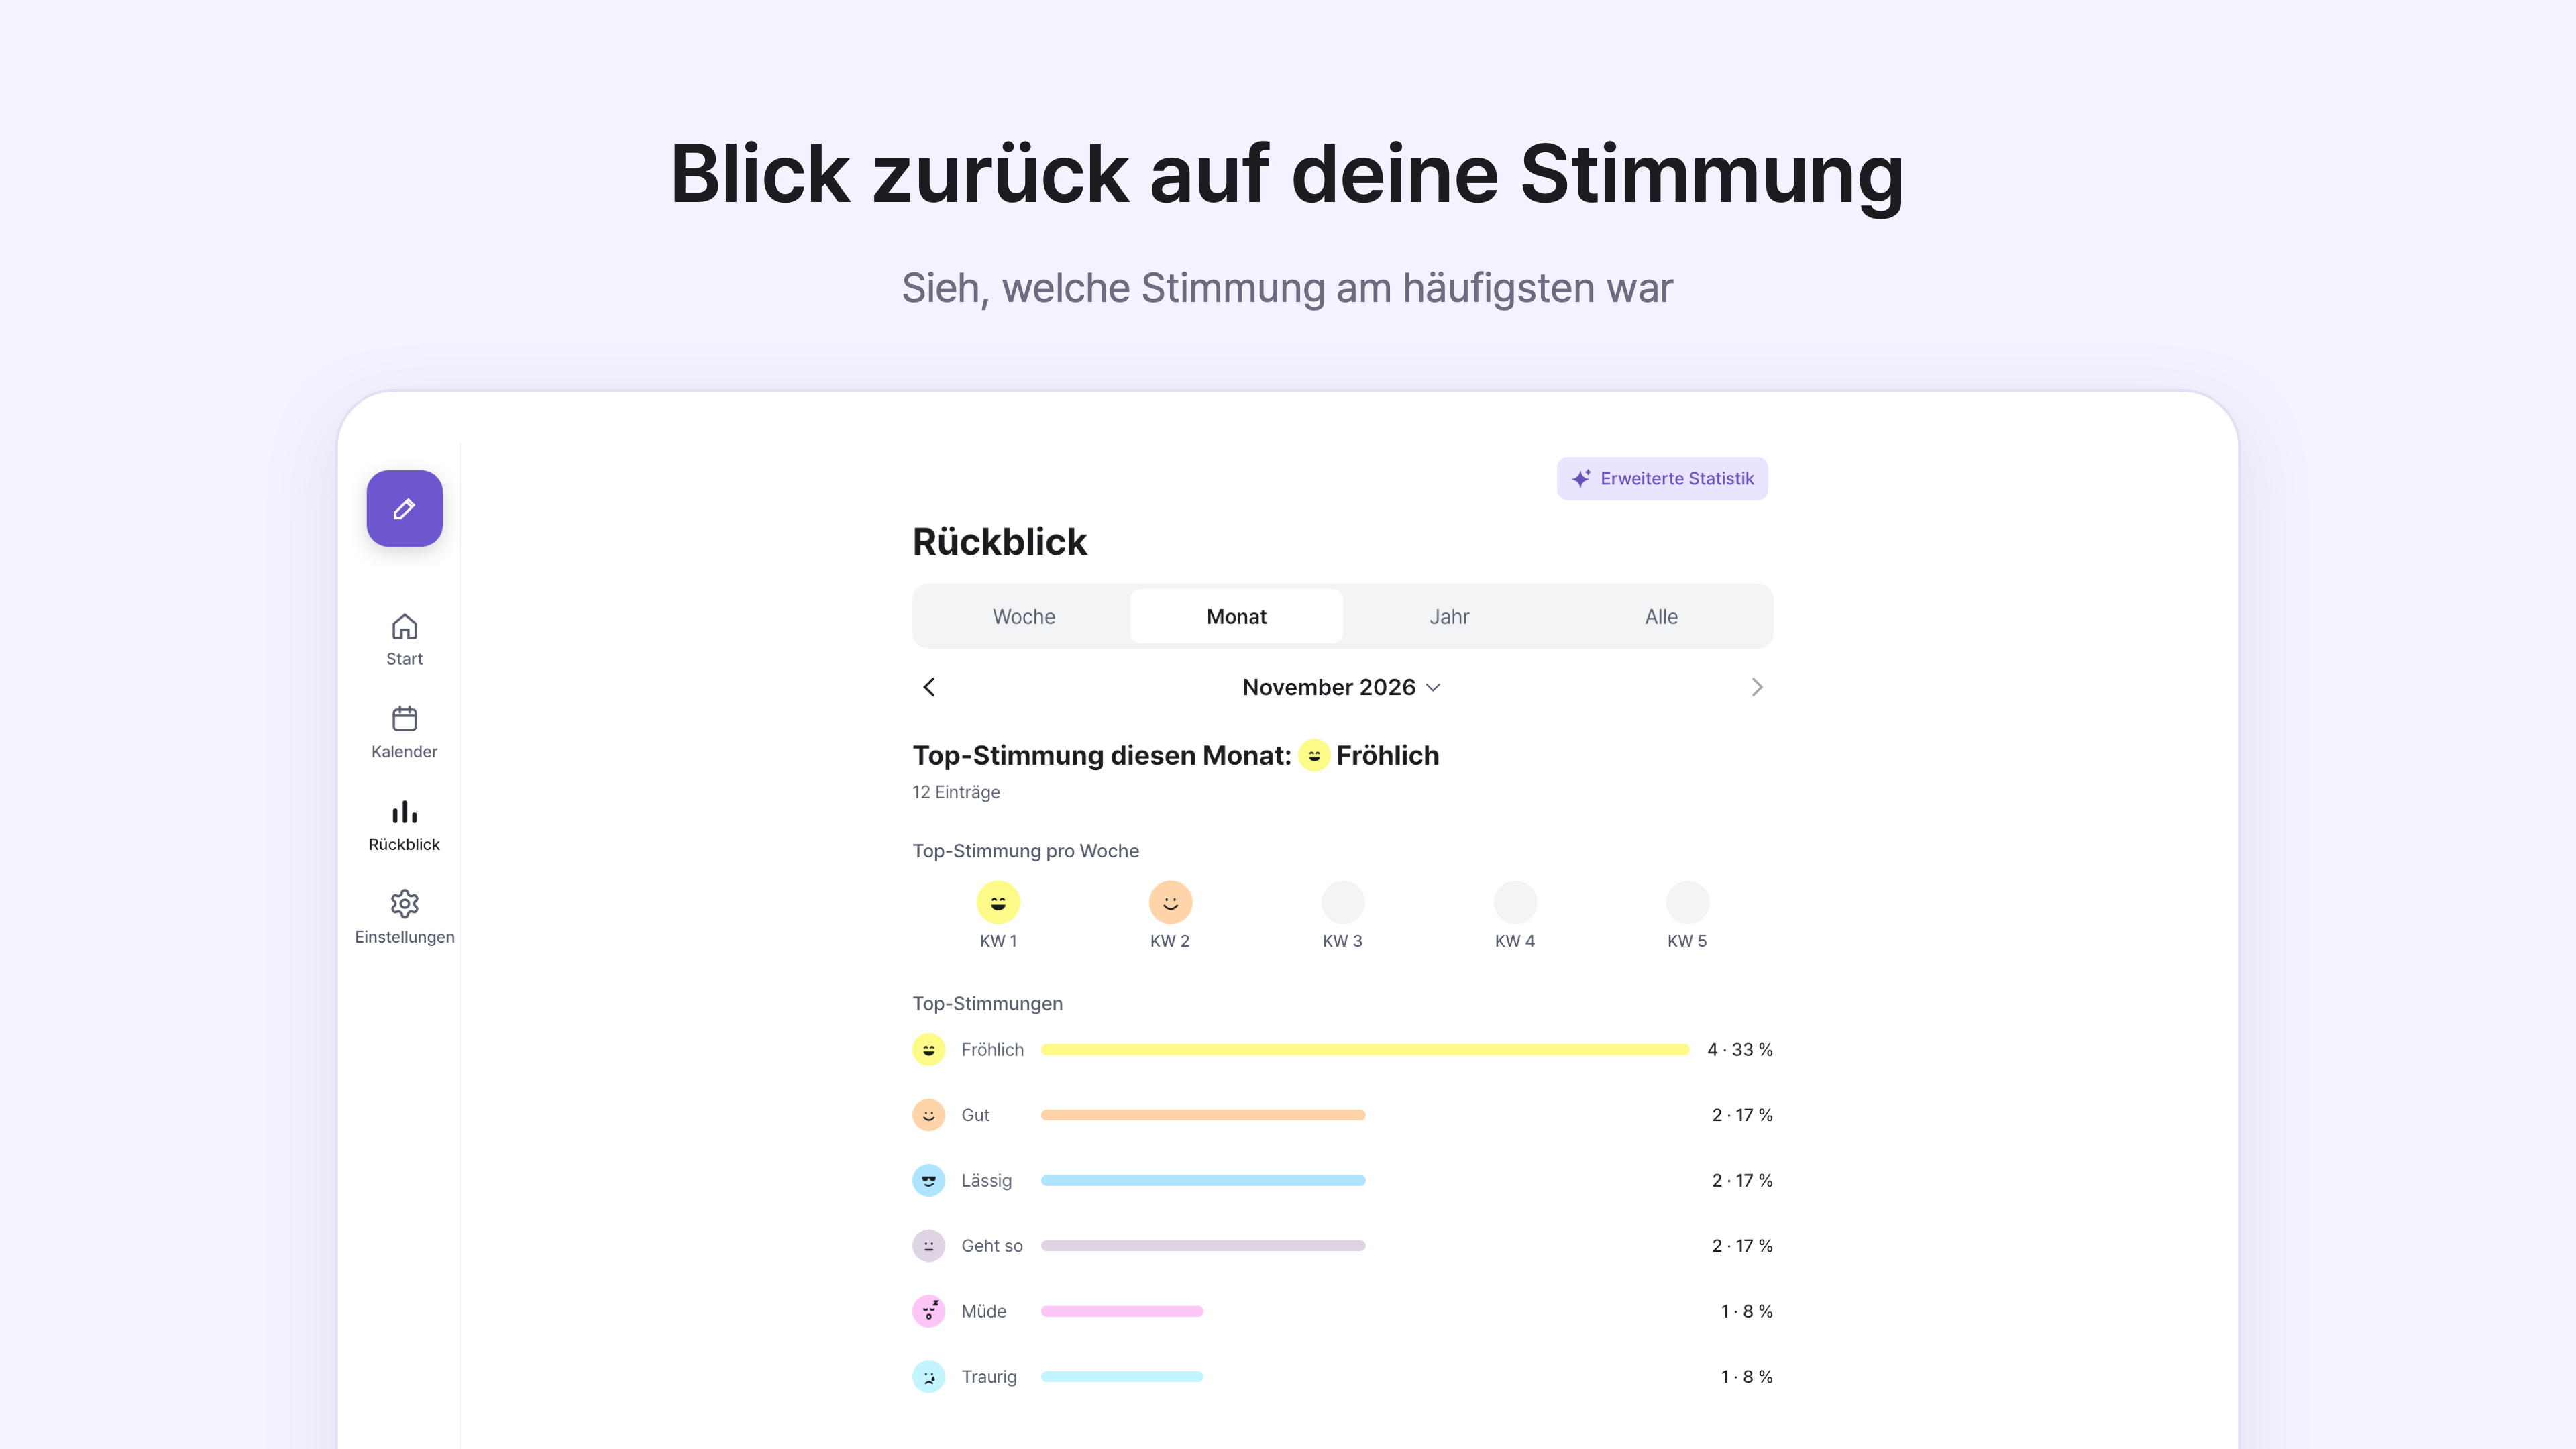 Blick zurück auf deine Stimmung
Sieh, welche Stimmung am häufigsten war
Erweiterte Statistik
Start
Kalender
Rückblick
Einstellungen
Rückblick
Woche Monat Jahr Alle
November 2026
Top-Stimmung diesen Monat: Fröhlich
12 Einträge
Top-Stimmung pro Woche
KW 1 KW 2 KW 3 KW 4 KW 5
Top-Stimmungen
Fröhlich 4 · 33 %
Gut 2 · 17 %
Lässig 2 · 17 %
Geht so 2 · 17 %
Müde 1 · 8 %
Traurig 1 · 8 %